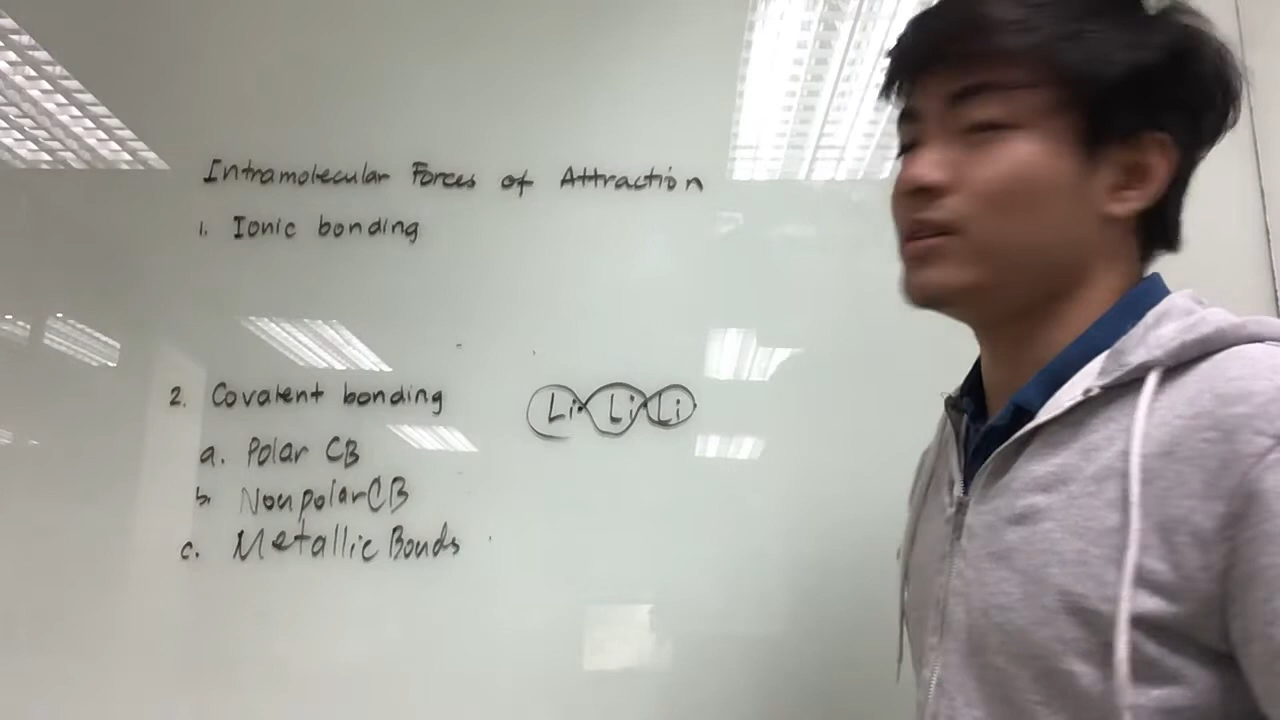 Intramolecular Forces of Attraction
1. Ionic bonding
2. Covalent bonding
Li Li Li
a. Polar CB
b. Nonpolar CB
c. Metallic Bonds